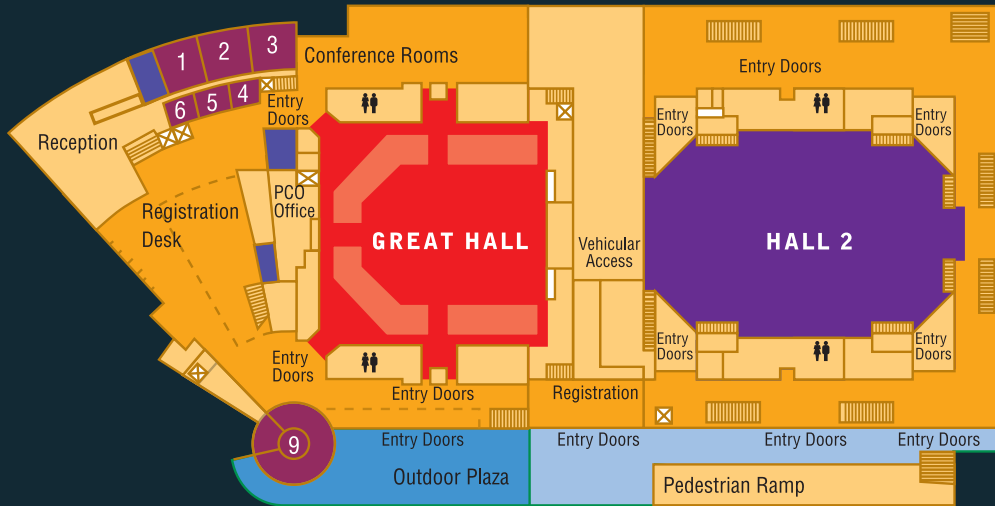 1
2
3
Conference Rooms
Entry Doors
6
5
4
Entry
Doors
Entry
Doors
Entry
Doors
Reception
PCO
Office
Registration
Desk
GREAT HALL
Vehicular
Access
HALL 2
Entry
Doors
Entry
Doors
Entry
Doors
Entry Doors
Registration
9
Entry Doors
Entry Doors
Entry Doors
Entry Doors
Outdoor Plaza
Pedestrian Ramp